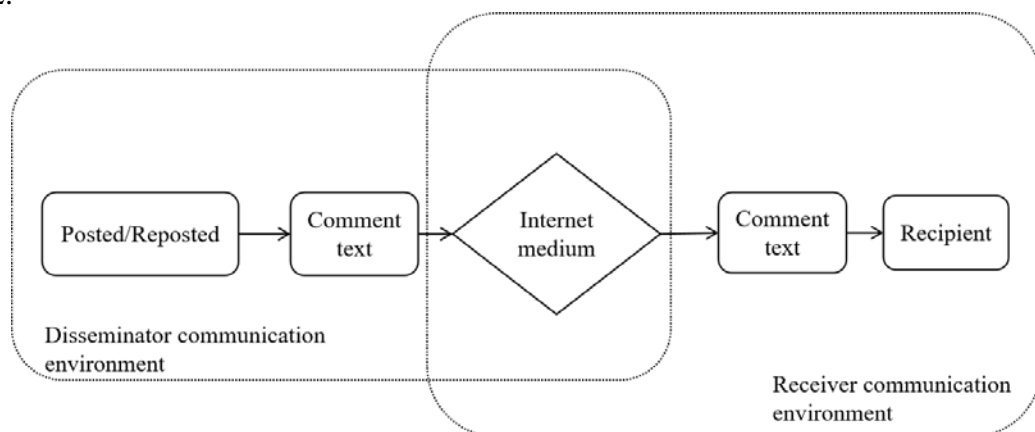 Posted/Reposted
Comment
text
Internet
medium
Comment
text
Recipient
Disseminator communication
environment
Receiver communication
environment